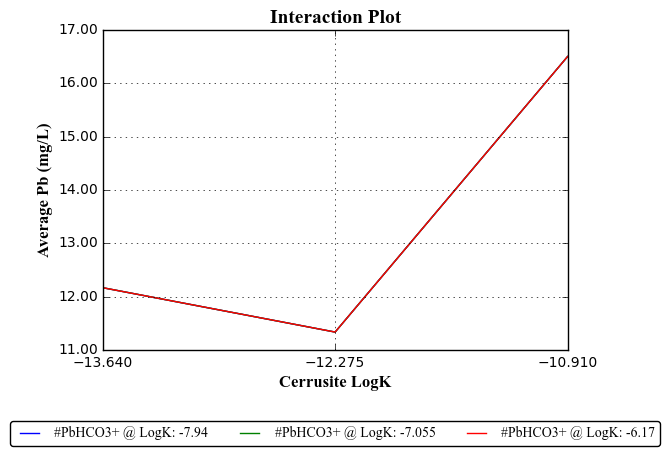 Interaction Plot
17.00
16.00
15.00
14.00
13.00
12.00
11.00
Average Pb (mg/L)
−13.640 −12.275 −10.910
Cerrusite LogK
#PbHCO3+ @ LogK: -7.94 #PbHCO3+ @ LogK: -7.055 #PbHCO3+ @ LogK: -6.17